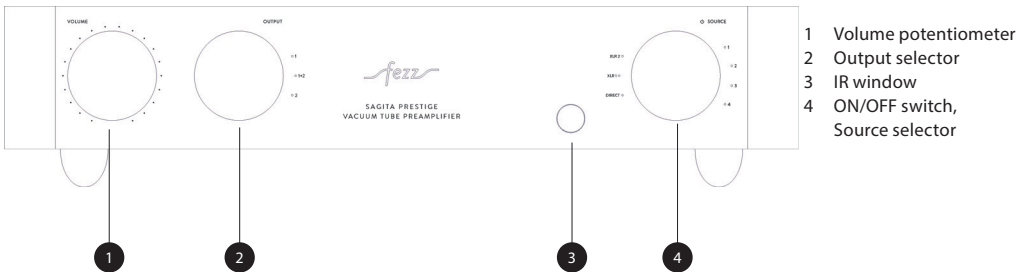 VOLUME
OUTPUT
1
1+2
2
fezz
SAGITA PRESTIGE
VACUUM TUBE PREAMPLIFIER
SOURCE
XLR 2
XLR 1
DIRECT
1
2
3
4
1
2
3
4
1 Volume potentiometer
2 Output selector
3 IR window
4 ON/OFF switch,
Source selector